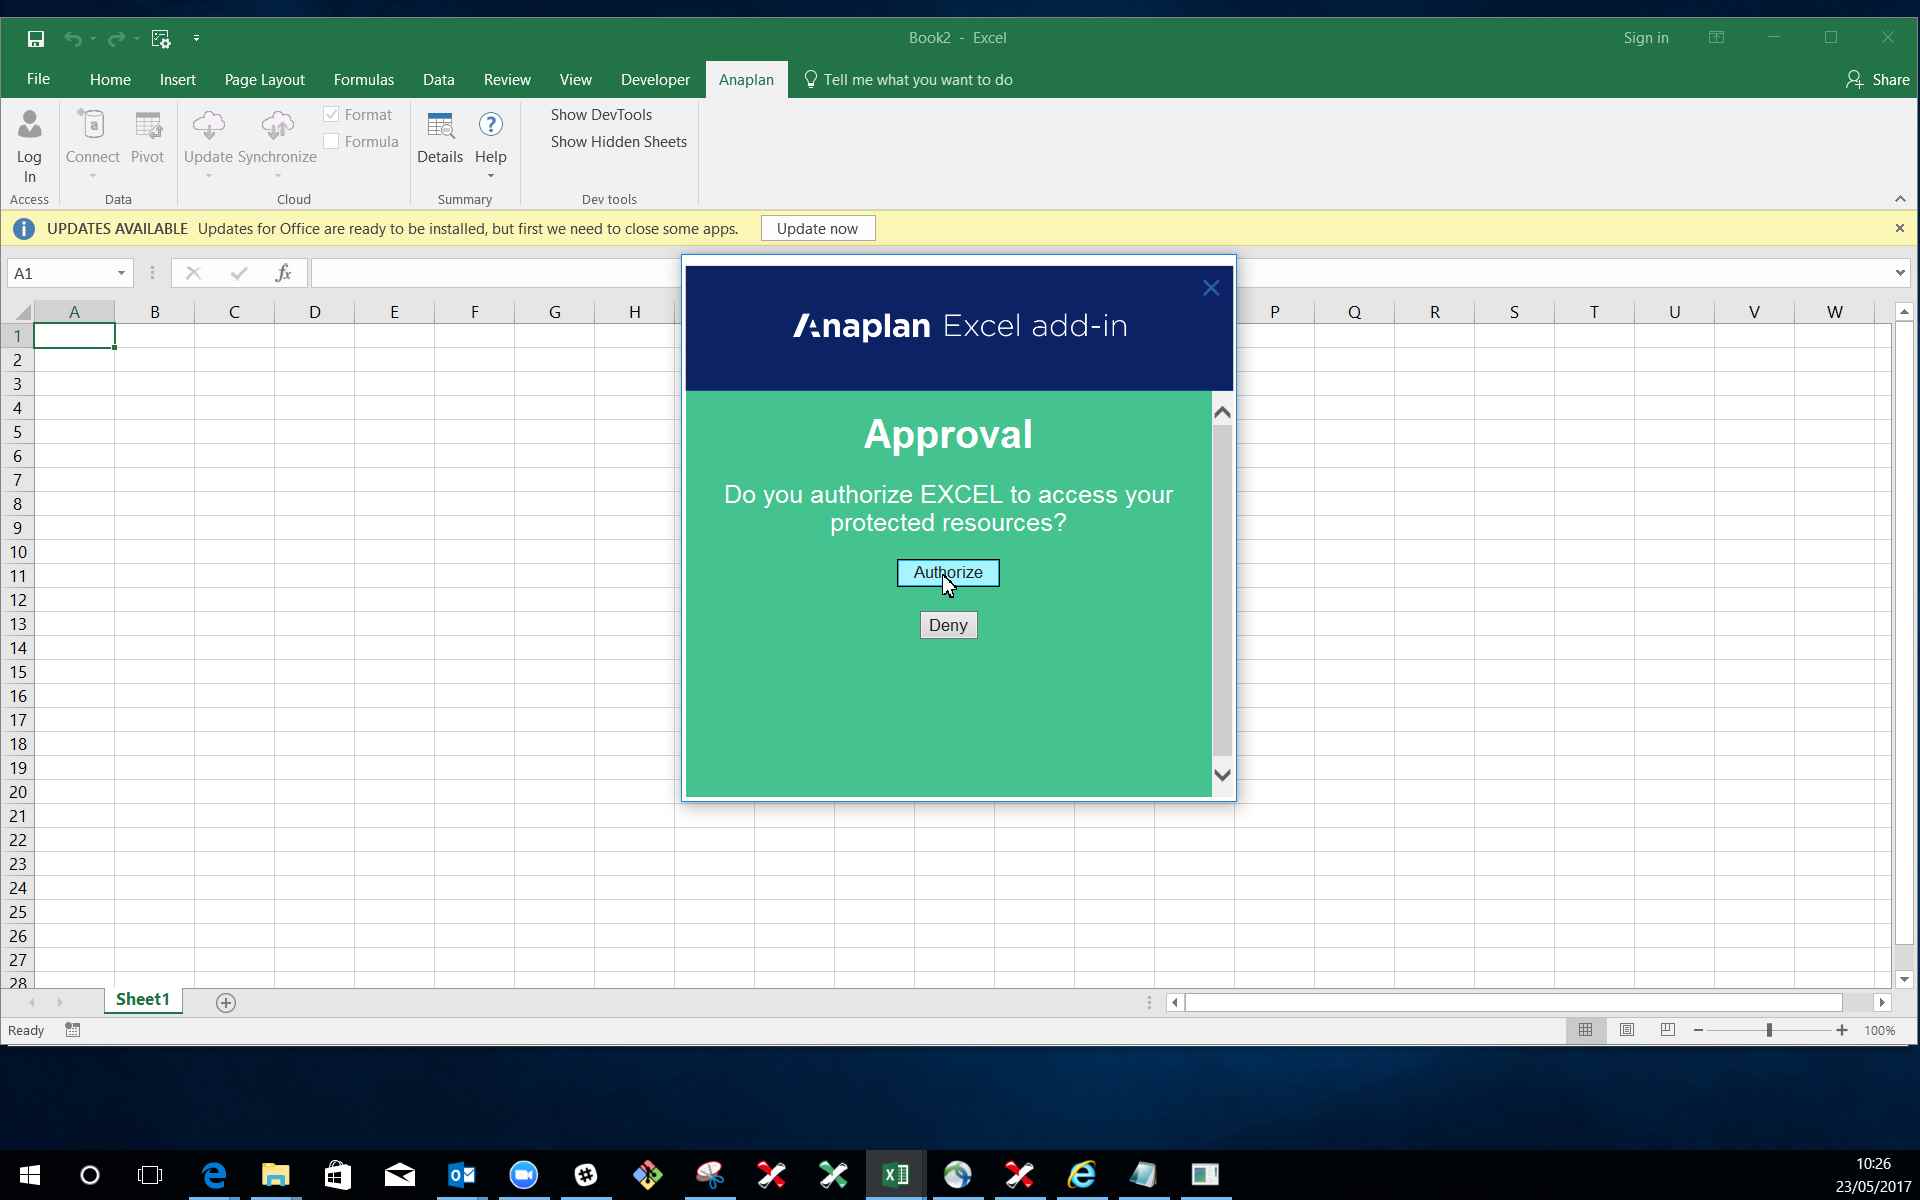 Book2 - Excel
Sign in
File Home Insert Page Layout Formulas Data Review View Developer Anaplan Tell me what you want to do Share
Log In
Connect
Pivot
Update
Synchronize
Format
Formula
Details
Help
Show DevTools
Show Hidden Sheets
Access Data Cloud Summary Dev tools
UPDATES AVAILABLE Updates for Office are ready to be installed, but first we need to close some apps. Update now
A1 fx
A B C D E F G H P Q R S T U V W
1
2
3
4
5
6
7
8
9
10
11
12
13
14
15
16
17
18
19
20
21
22
23
24
25
26
27
28
Anaplan Excel add-in
Approval
Do you authorize EXCEL to access your
protected resources?
Authorize
Deny
Sheet1
Ready
100%
10:26
23/05/2017